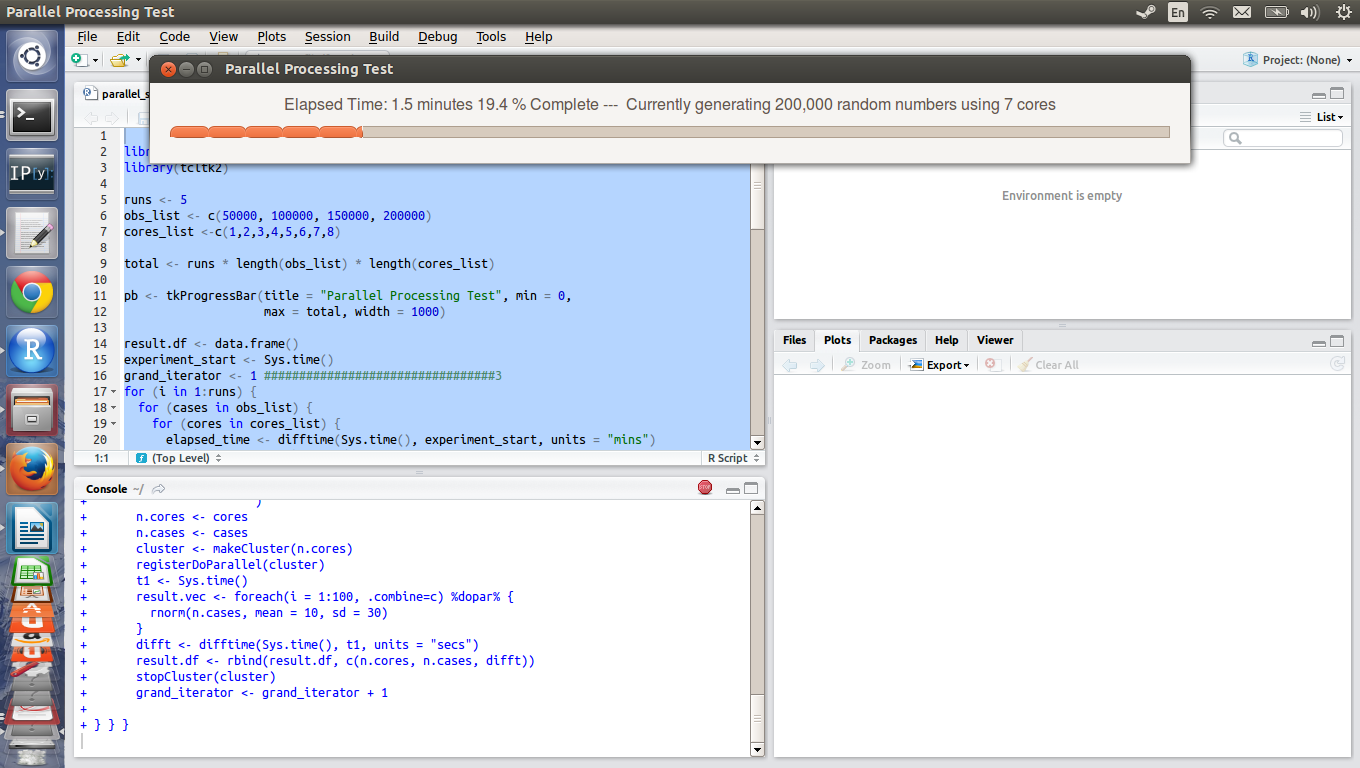 Parallel Processing Test
En
File Edit Code View Plots Session Build Debug Tools Help
Project: (None)
Parallel Processing Test
Elapsed Time: 1.5 minutes 19.4 % Complete --- Currently generating 200,000 random numbers using 7 cores
List
Environment is empty
1
2
3 library(tcltk2)
4
5 runs <- 5
6 obs_list <- c(50000, 100000, 150000, 200000)
7 cores_list <-c(1,2,3,4,5,6,7,8)
8
9 total <- runs * length(obs_list) * length(cores_list)
10
11 pb <- tkProgressBar(title = "Parallel Processing Test", min = 0,
12 max = total, width = 1000)
13
14 result.df <- data.frame()
15 experiment_start <- Sys.time()
16 grand_iterator <- 1 #################################3
17 for (i in 1:runs) {
18 for (cases in obs_list) {
19 for (cores in cores_list) {
20 elapsed_time <- difftime(Sys.time(), experiment_start, units = "mins")
1:1 (Top Level) R Script
Files Plots Packages Help Viewer
Zoom Export Clear All
Console ~/
STOP
+ )
+ n.cores <- cores
+ n.cases <- cases
+ cluster <- makeCluster(n.cores)
+ registerDoParallel(cluster)
+ t1 <- Sys.time()
+ result.vec <- foreach(i = 1:100, .combine=c) %dopar% {
+ rnorm(n.cases, mean = 10, sd = 30)
+ }
+ difft <- difftime(Sys.time(), t1, units = "secs")
+ result.df <- rbind(result.df, c(n.cores, n.cases, difft))
+ stopCluster(cluster)
+ grand_iterator <- grand_iterator + 1
+
+ } } }
IP[y]:
R